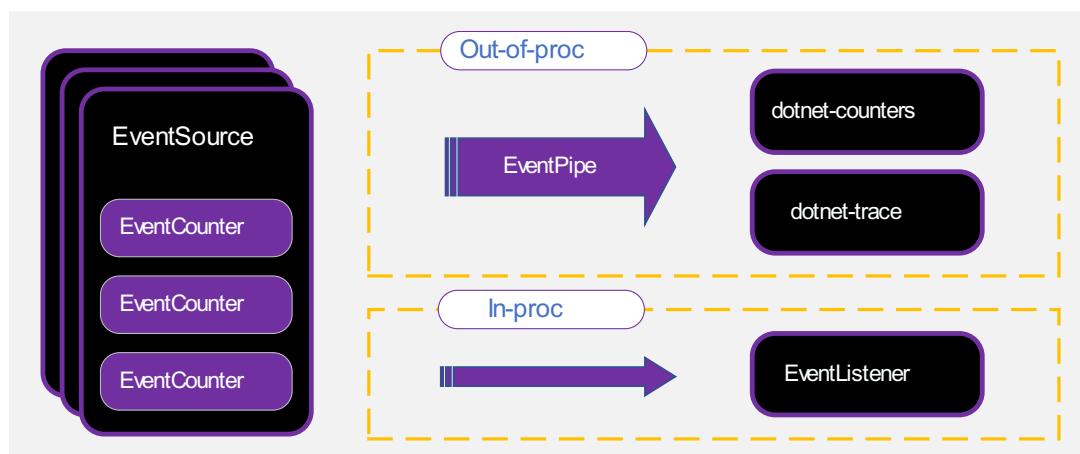 EventSource
EventCounter
EventCounter
EventCounter
Out-of-proc
EventPipe
dotnet-counters
dotnet-trace
In-proc
EventListener